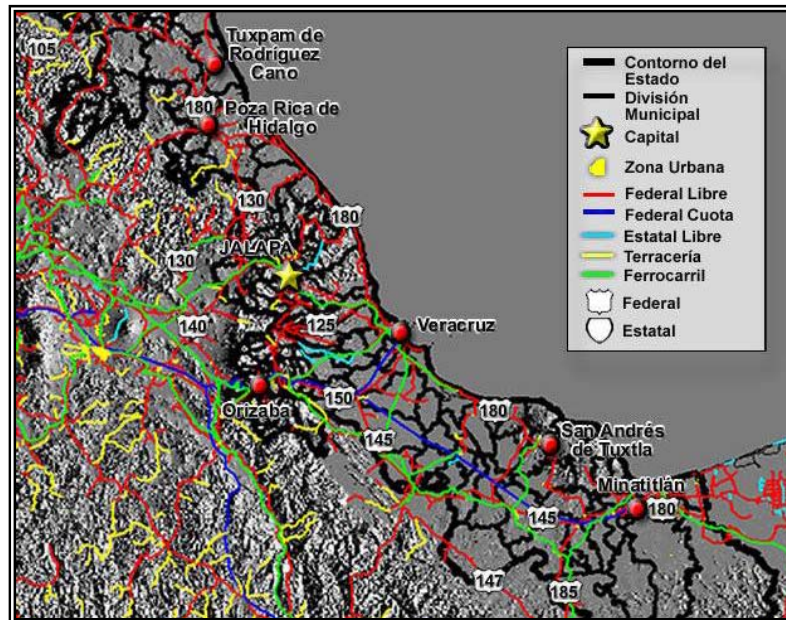 Tuxpam de
Rodríguez
Cano
105
180
Poza Rica de
Hidalgo
130
180
JALAPA
130
140
125
Veracruz
Orizaba
150
145
180
San Andrés
de Tuxtla
Minatitlán
180
145
147
185
Contorno del
Estado
División
Municipal
Capital
Zona Urbana
Federal Libre
Federal Cuota
Estatal Libre
Terracería
Ferrocarril
Federal
Estatal